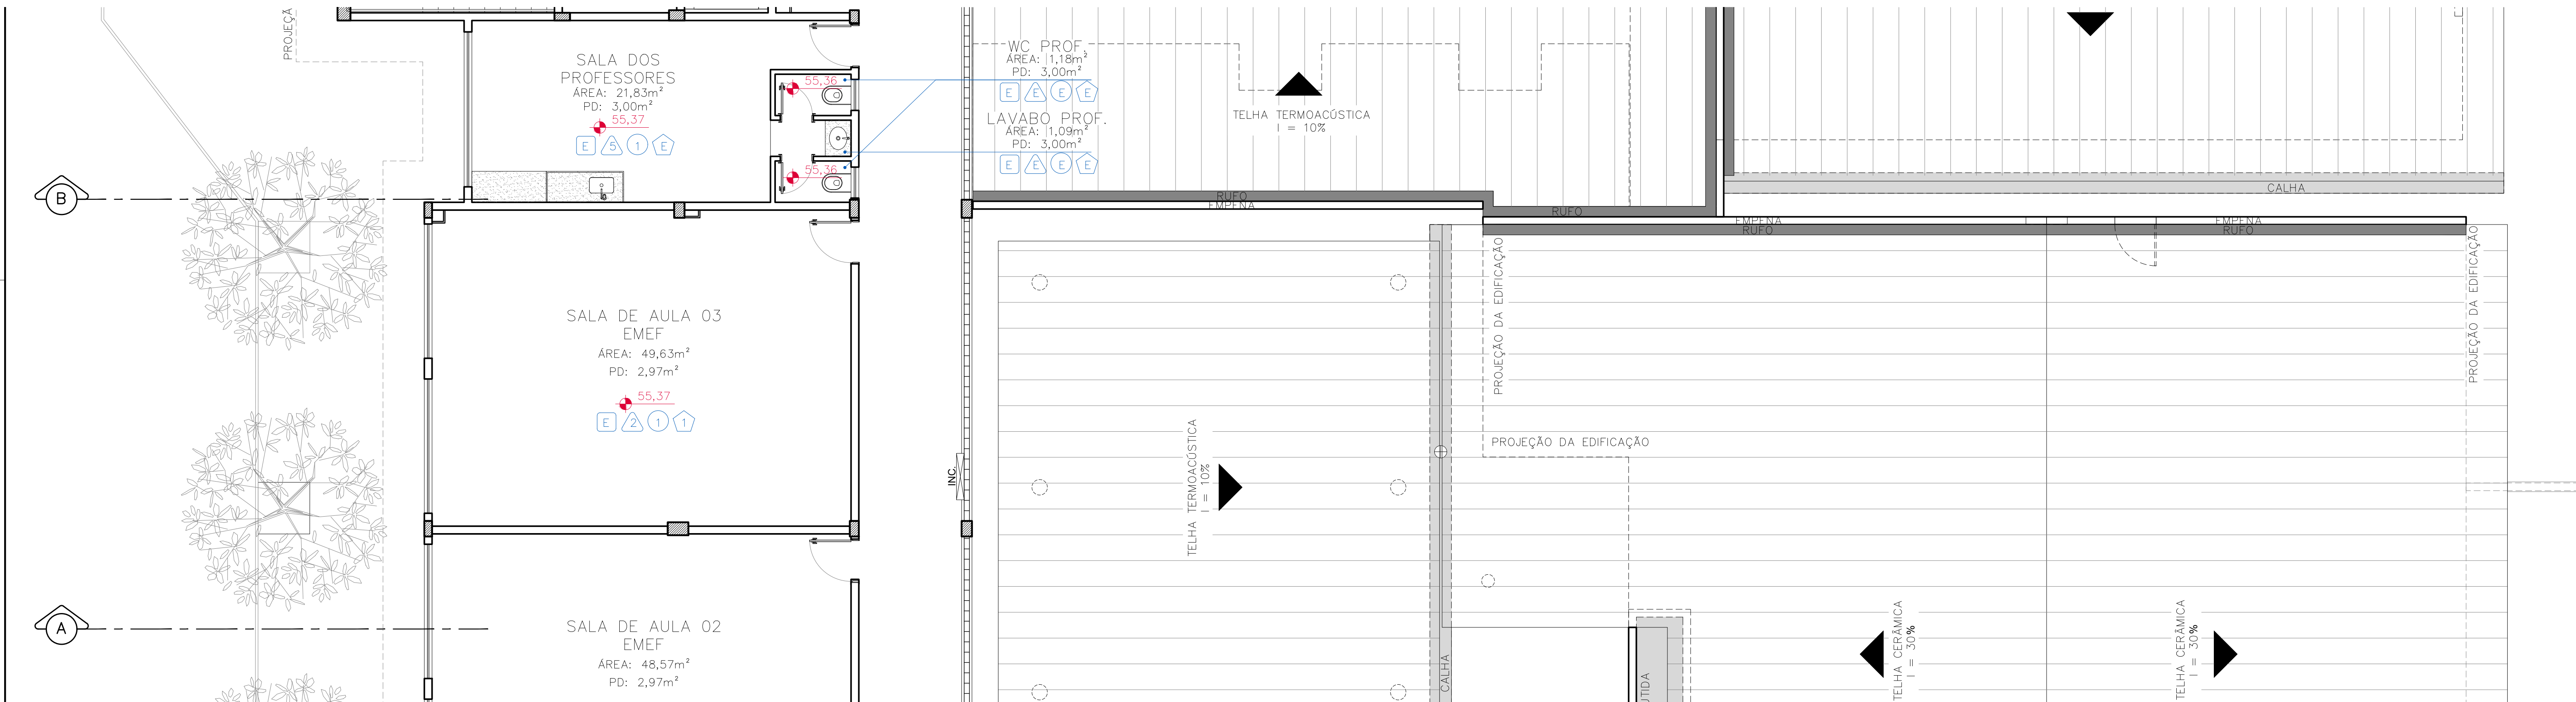 PROJEÇÃ
SALA DOS
PROFESSORES
ÁREA: 21,83m²
PD: 3,00m²
55,37
E 5 1 E
55,36
55,36
WC PROF.
ÁREA: 1,18m²
PD: 3,00m²
E E E E
LAVABO PROF.
ÁREA: 1,09m²
PD: 3,00m²
E E E E
TELHA TERMOACÚSTICA
I = 10%
RUFO
EMPENA
RUFO
CALHA
EMPENA
RUFO
EMPENA
RUFO
B
SALA DE AULA 03
EMEF
ÁREA: 49,63m²
PD: 2,97m²
55,37
E 2 1 1
INC.
TELHA TERMOACÚSTICA
I = 10%
PROJEÇÃO DA EDIFICAÇÃO
PROJEÇÃO DA EDIFICAÇÃO
PROJEÇÃO DA EDIFICAÇÃO
A
SALA DE AULA 02
EMEF
ÁREA: 48,57m²
PD: 2,97m²
CALHA
UTIDA
TELHA CERÂMICA
I = 30%
TELHA CERÂMICA
I = 30%